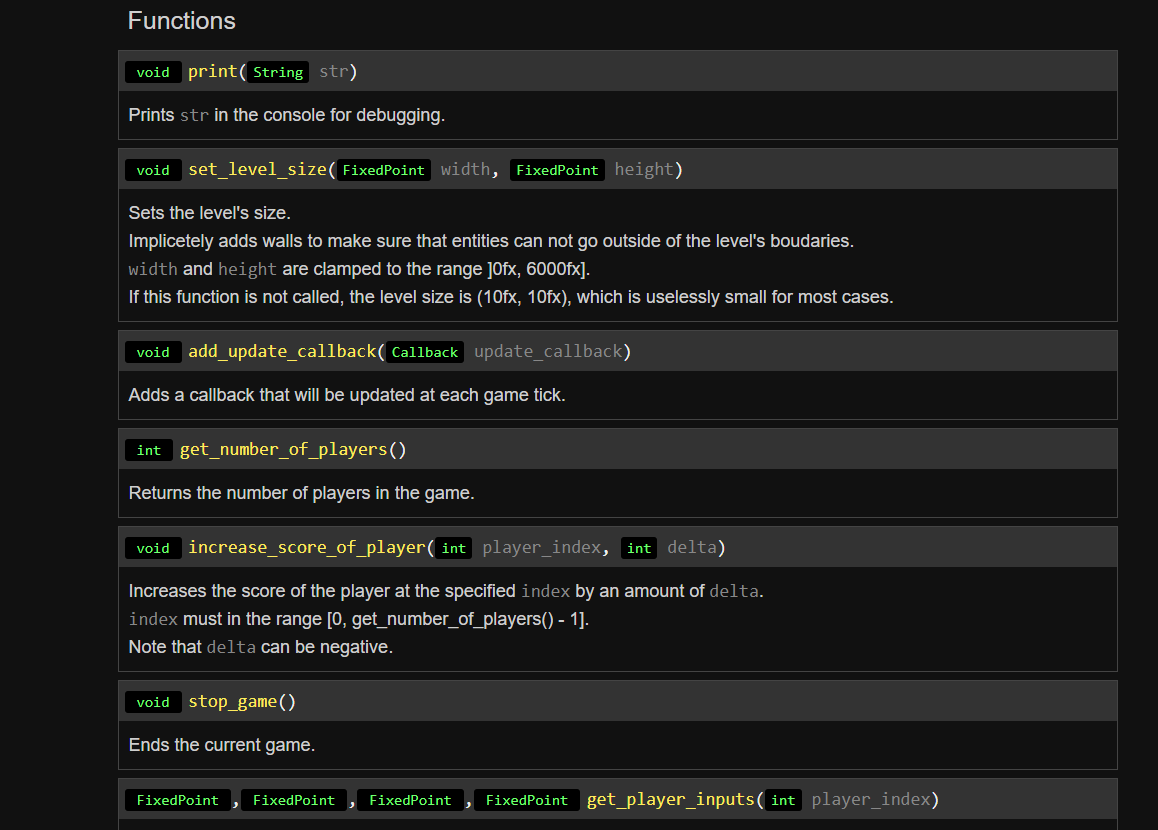 Functions
void print(String str)
Prints str in the console for debugging.
void set_level_size(FixedPoint width, FixedPoint height)
Sets the level's size.
Implicetely adds walls to make sure that entities can not go outside of the level's boudaries.
width and height are clamped to the range ]0fx, 6000fx].
If this function is not called, the level size is (10fx, 10fx), which is uselessly small for most cases.
void add_update_callback(Callback update_callback)
Adds a callback that will be updated at each game tick.
int get_number_of_players()
Returns the number of players in the game.
void increase_score_of_player(int player_index, int delta)
Increases the score of the player at the specified index by an amount of delta.
index must in the range [0, get_number_of_players() - 1].
Note that delta can be negative.
void stop_game()
Ends the current game.
FixedPoint, FixedPoint, FixedPoint, FixedPoint get_player_inputs(int player_index)